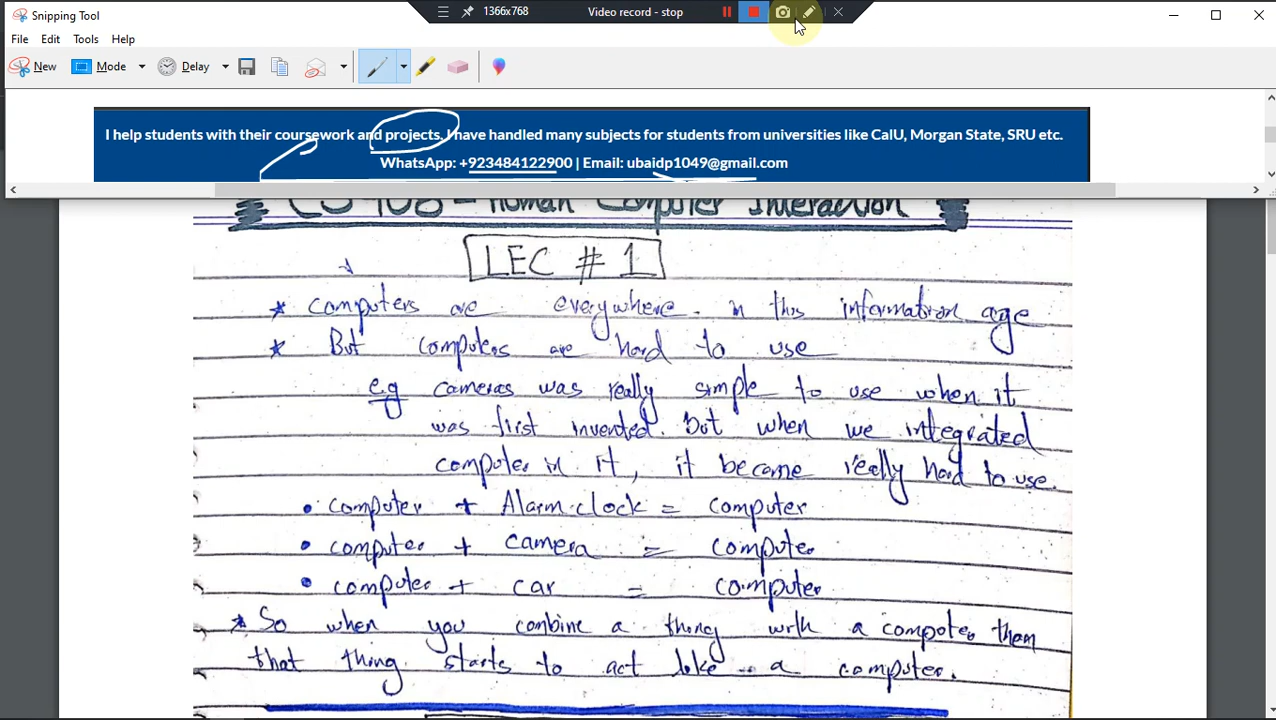 1366x768 Video record - stop
Snipping Tool
File Edit Tools Help
New Mode Delay
I help students with their coursework and projects. I have handled many subjects for students from universities like CalU, Morgan State, SRU etc.
WhatsApp: +923484122900 | Email: ubaidp1049@gmail.com
CS408 - Human Computer Interaction
LEC # 1
* Computers are everywhere in this information age
* But computers are hard to use
e.g cameras was really simple to use when it
was first invented. But when we integrated
computer in it, it became really hard to use.
• computer + Alarm clock = computer
• computer + camera = computer
• computer + car = computer
* So when you combine a thing with a computer then
that thing starts to act like a computer.